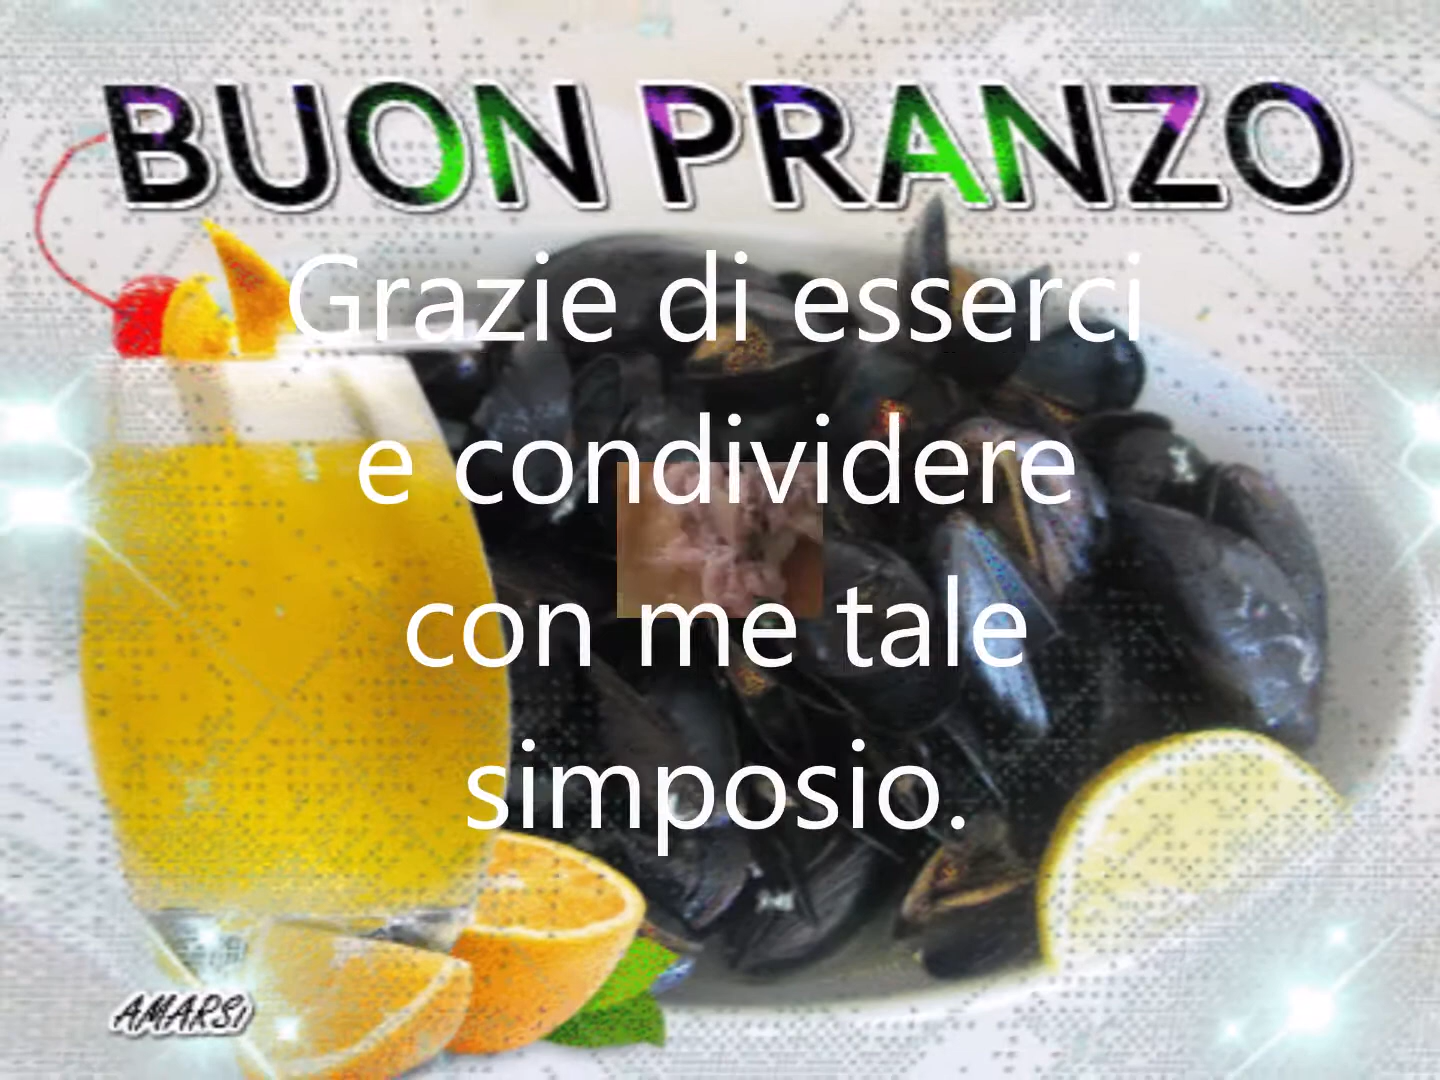 BUON PRANZO
Grazie di esserci
e condividere
con me tale
simposio.
AMARSI